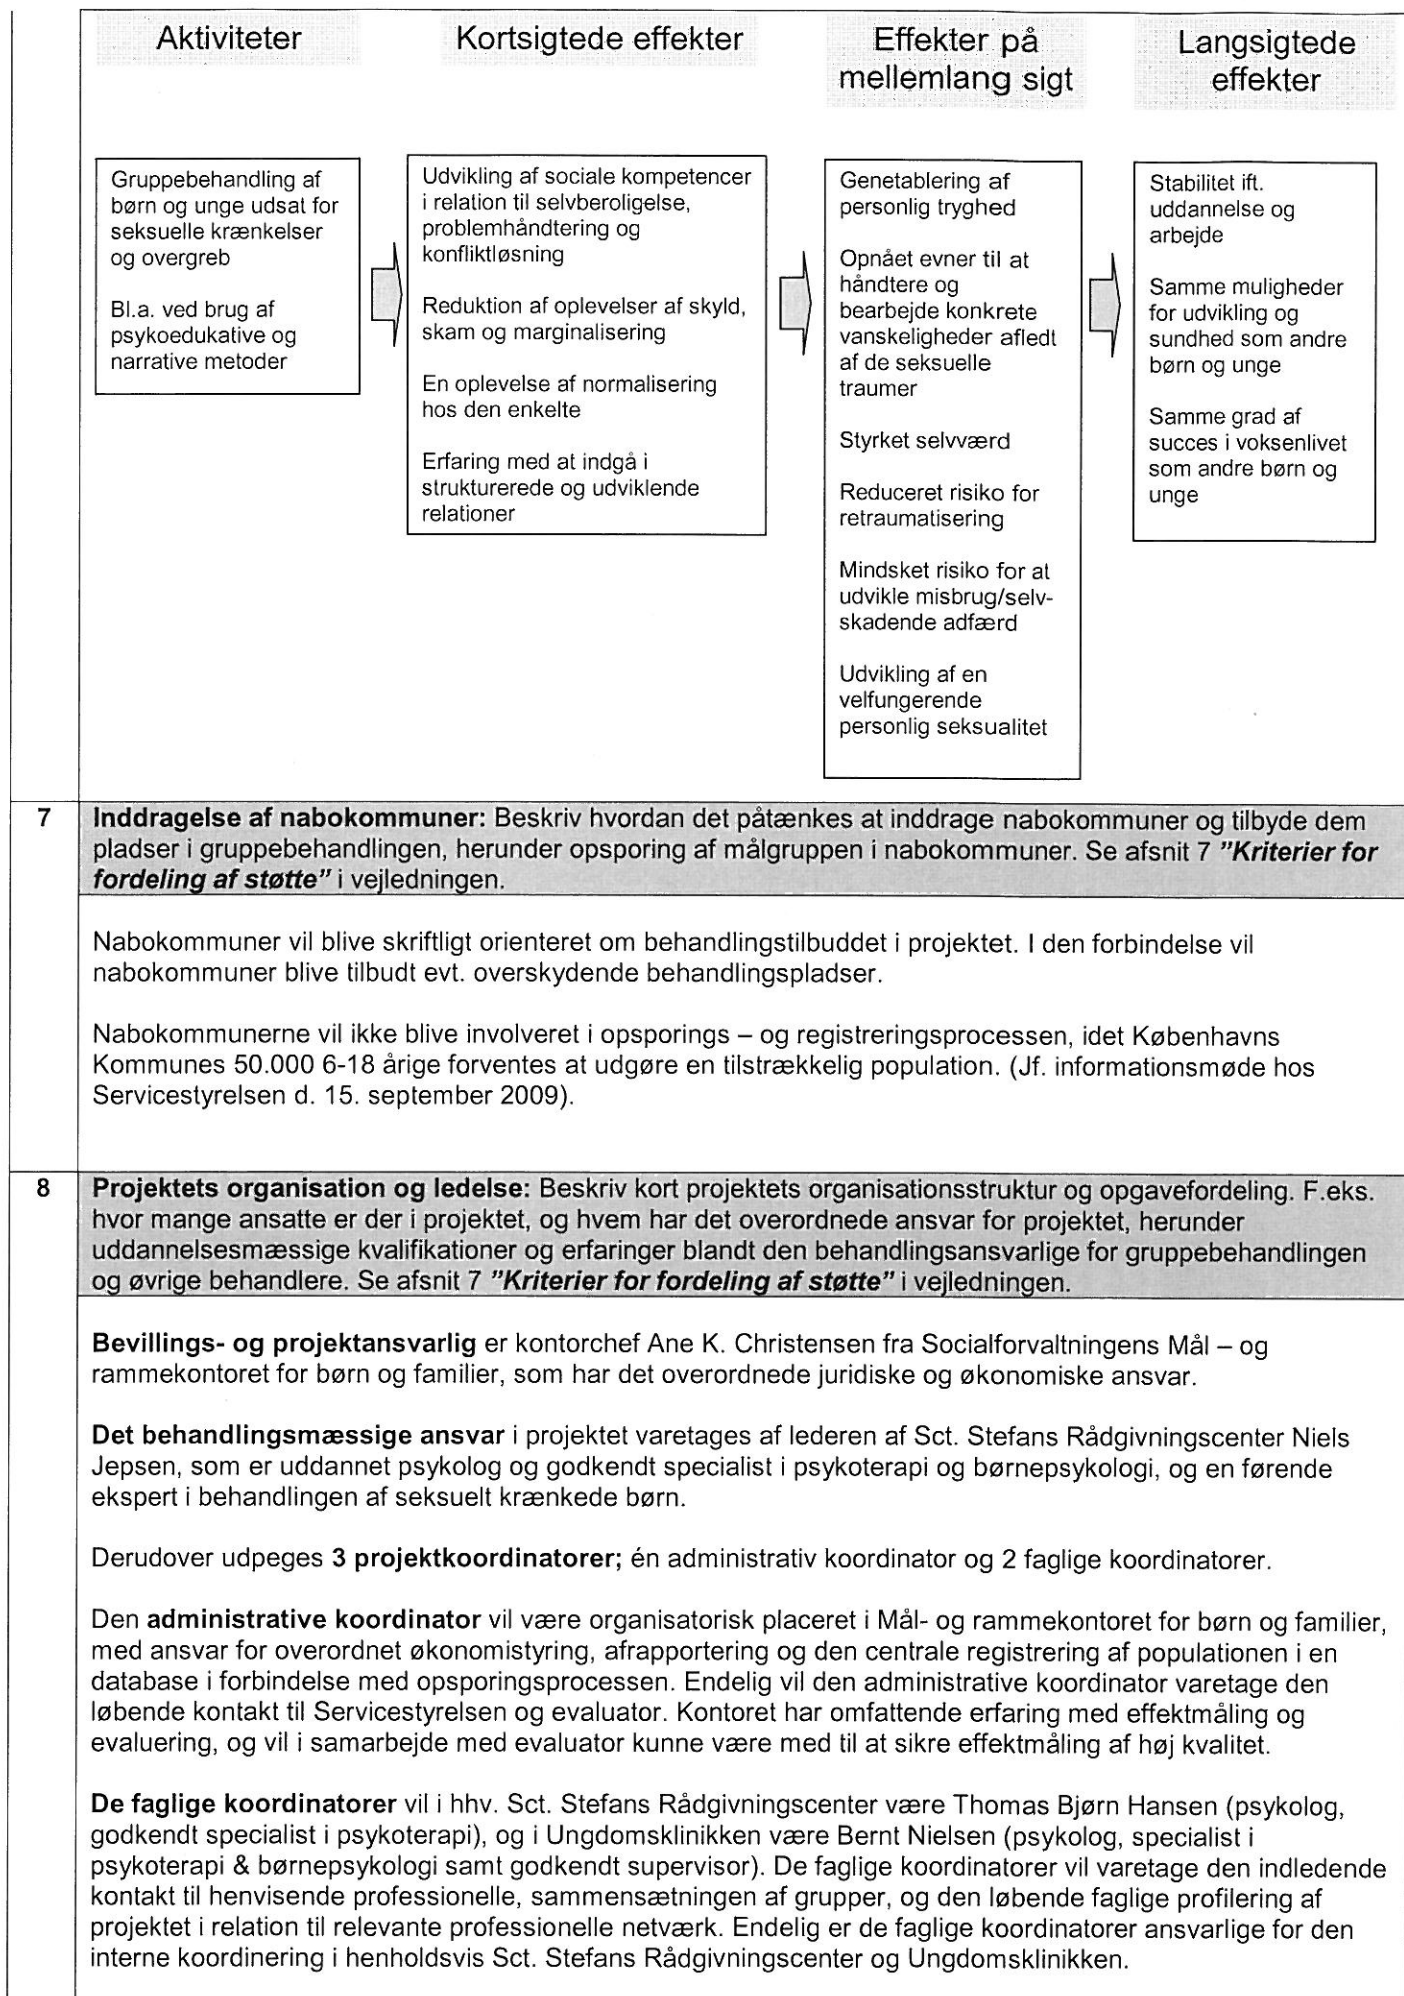 Aktiviteter
Kortsigtede effekter
Effekter på
mellemlang sigt
Langsigtede
effekter
Gruppebehandling af
børn og unge udsat for
seksuelle krænkelser
og overgreb
Bl.a. ved brug af
psykoedukative og
narrative metoder
Udvikling af sociale kompetencer
i relation til selvberoligelse,
problemhåndtering og
konfliktløsning
Reduktion af oplevelser af skyld,
skam og marginalisering
En oplevelse af normalisering
hos den enkelte
Erfaring med at indgå i
strukturerede og udviklende
relationer
Genetablering af
personlig tryghed
Opnået evner til at
håndtere og
bearbejde konkrete
vanskeligheder afledt
af de seksuelle
traumer
Styrket selvværd
Reduceret risiko for
retraumatisering
Mindsket risiko for at
udvikle misbrug/selv-
skadende adfærd
Udvikling af en
velfungerende
personlig seksualitet
Stabilitet ift.
uddannelse og
arbejde
Samme muligheder
for udvikling og
sundhed som andre
børn og unge
Samme grad af
succes i voksenlivet
som andre børn og
unge
7 Inddragelse af nabokommuner: Beskriv hvordan det påtænkes at inddrage nabokommuner og tilbyde dem
pladser i gruppebehandlingen, herunder opsporing af målgruppen i nabokommuner. Se afsnit 7 "Kriterier for
fordeling af støtte" i vejledningen.
Nabokommuner vil blive skriftligt orienteret om behandlingstilbuddet i projektet. I den forbindelse vil
nabokommuner blive tilbudt evt. overskydende behandlingspladser.
Nabokommunerne vil ikke blive involveret i opsporings – og registreringsprocessen, idet Københavns
Kommunes 50.000 6-18 årige forventes at udgøre en tilstrækkelig population. (Jf. informationsmøde hos
Servicestyrelsen d. 15. september 2009).
8 Projektets organisation og ledelse: Beskriv kort projektets organisationsstruktur og opgavefordeling. F.eks.
hvor mange ansatte er der i projektet, og hvem har det overordnede ansvar for projektet, herunder
uddannelsesmæssige kvalifikationer og erfaringer blandt den behandlingsansvarlige for gruppebehandlingen
og øvrige behandlere. Se afsnit 7 "Kriterier for fordeling af støtte" i vejledningen.
Bevillings- og projektansvarlig er kontorchef Ane K. Christensen fra Socialforvaltningens Mål – og
rammekontoret for børn og familier, som har det overordnede juridiske og økonomiske ansvar.
Det behandlingsmæssige ansvar i projektet varetages af lederen af Sct. Stefans Rådgivningscenter Niels
Jepsen, som er uddannet psykolog og godkendt specialist i psykoterapi og børnepsykologi, og en førende
ekspert i behandlingen af seksuelt krænkede børn.
Derudover udpeges 3 projektkoordinatorer; én administrativ koordinator og 2 faglige koordinatorer.
Den administrative koordinator vil være organisatorisk placeret i Mål- og rammekontoret for børn og familier,
med ansvar for overordnet økonomistyring, afrapportering og den centrale registrering af populationen i en
database i forbindelse med opsporingsprocessen. Endelig vil den administrative koordinator varetage den
løbende kontakt til Servicestyrelsen og evaluator. Kontoret har omfattende erfaring med effektmåling og
evaluering, og vil i samarbejde med evaluator kunne være med til at sikre effektmåling af høj kvalitet.
De faglige koordinatorer vil i hhv. Sct. Stefans Rådgivningscenter være Thomas Bjørn Hansen (psykolog,
godkendt specialist i psykoterapi), og i Ungdomsklinikken være Bernt Nielsen (psykolog, specialist i
psykoterapi & børnepsykologi samt godkendt supervisor). De faglige koordinatorer vil varetage den indledende
kontakt til henvisende professionelle, sammensætningen af grupper, og den løbende faglige profilering af
projektet i relation til relevante professionelle netværk. Endelig er de faglige koordinatorer ansvarlige for den
interne koordinering i henholdsvis Sct. Stefans Rådgivningscenter og Ungdomsklinikken.